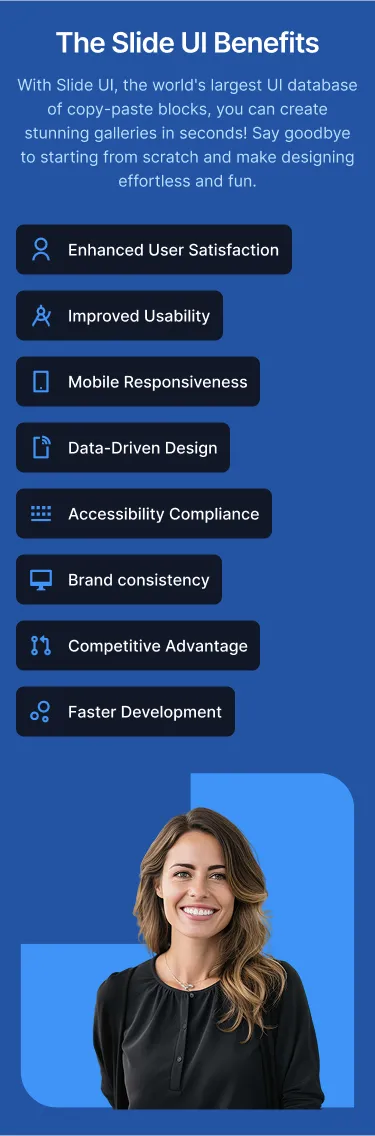 The Slide UI Benefits
With Slide UI, the world's largest UI database
of copy-paste blocks, you can create
stunning galleries in seconds! Say goodbye
to starting from scratch and make designing
effortless and fun.
Enhanced User Satisfaction
Improved Usability
Mobile Responsiveness
Data-Driven Design
Accessibility Compliance
Brand consistency
Competitive Advantage
Faster Development